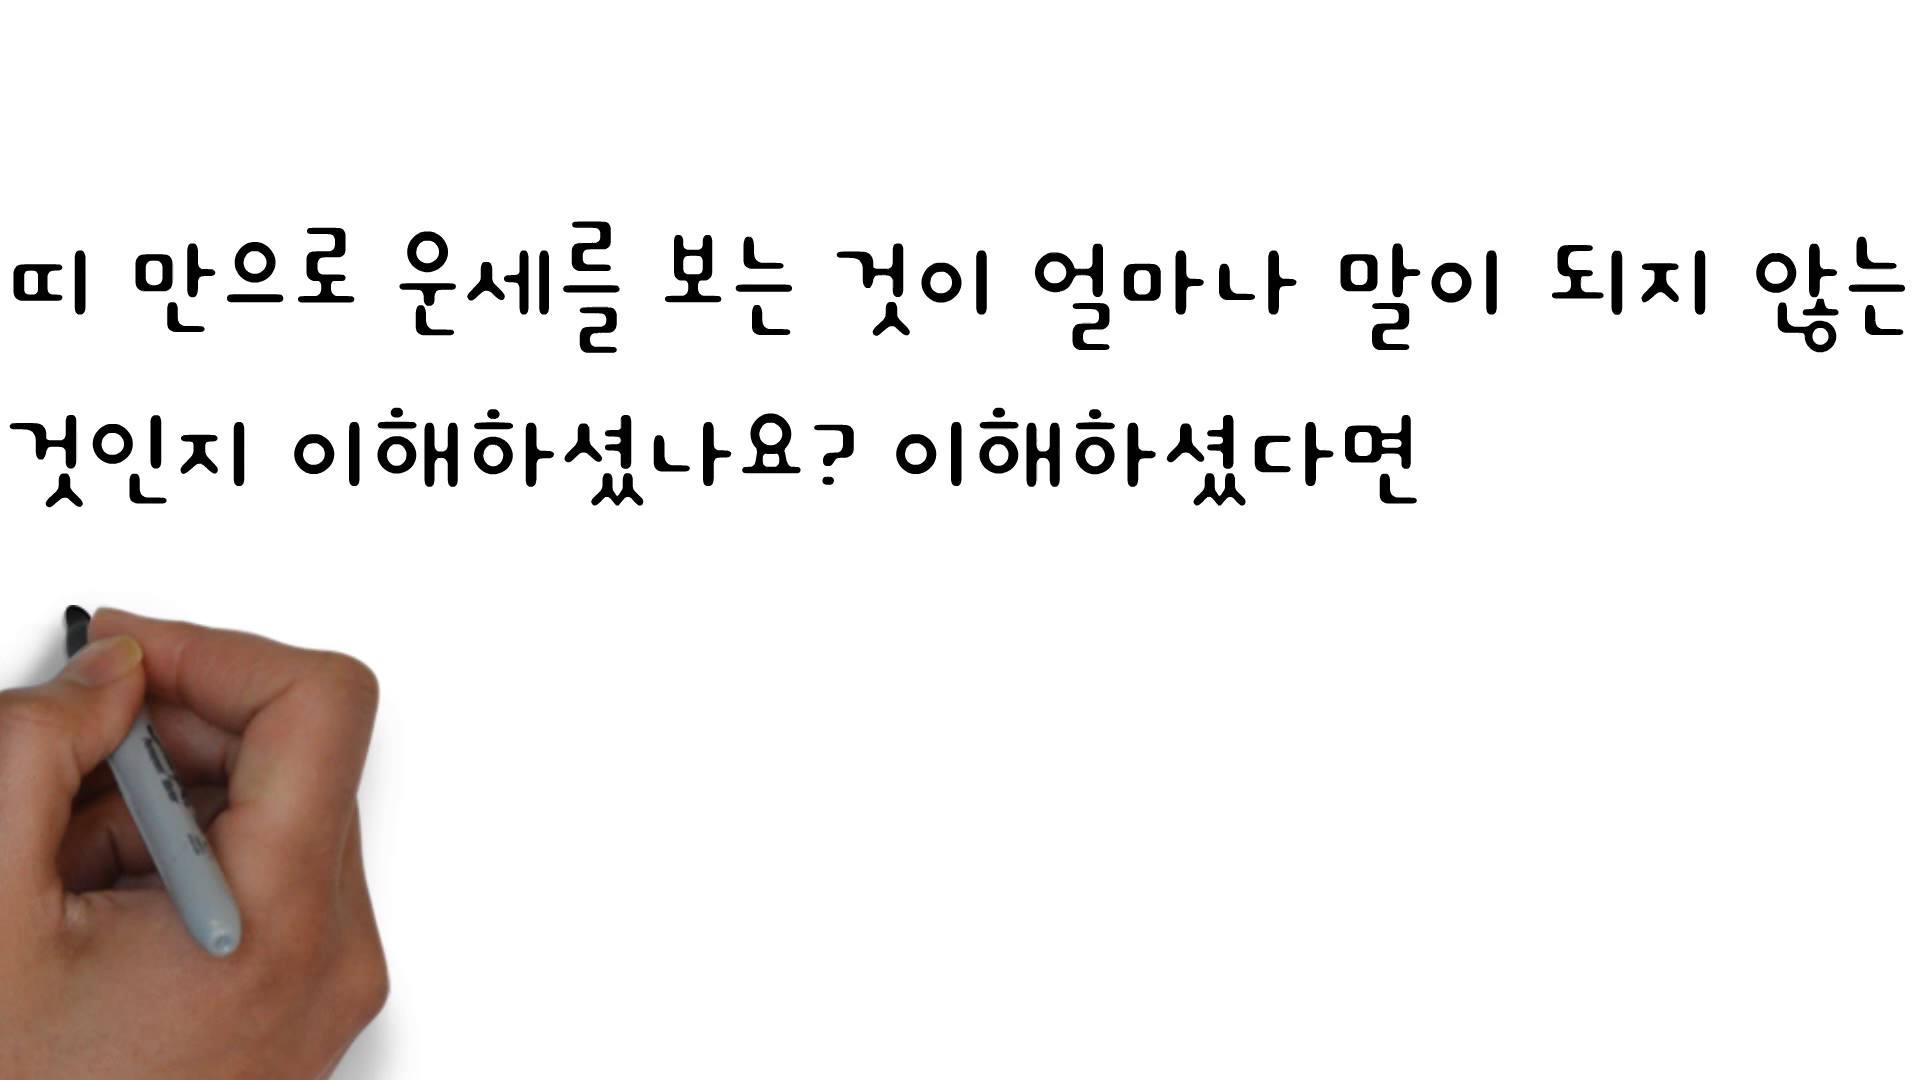 띠 만으로 운세를 보는 것이 얼마나 말이 되지 않는
것인지 이해하셨나요? 이해하셨다면